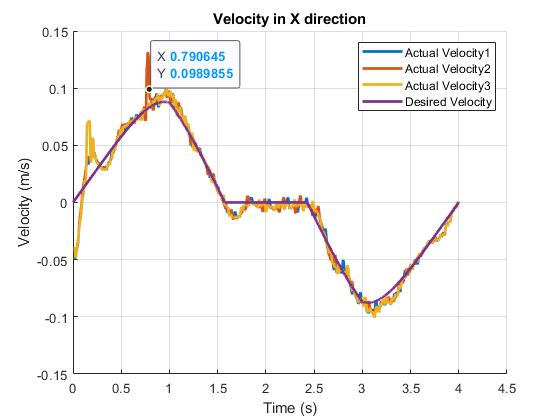 Velocity in X direction
0.15
0.1
0.05
0
-0.05
-0.1
-0.15
Velocity (m/s)
X 0.790645
Y 0.0989855
Actual Velocity1
Actual Velocity2
Actual Velocity3
Desired Velocity
0 0.5 1 1.5 2 2.5 3 3.5 4 4.5
Time (s)